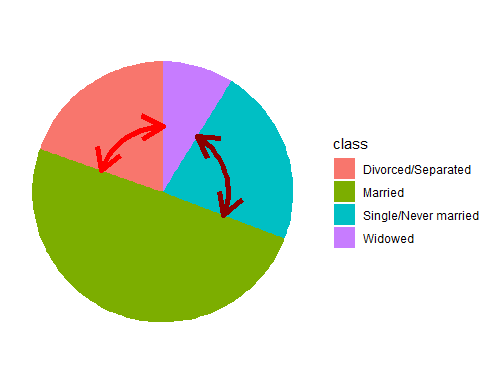 class
Divorced/Separated
Married
Single/Never married
Widowed